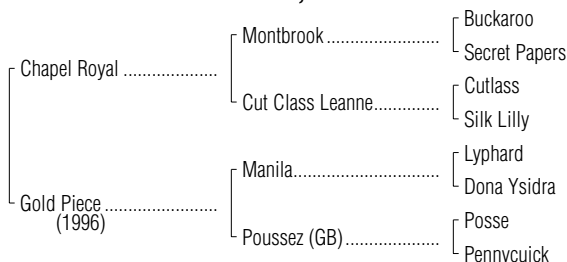 Buckaroo
Montbrook ........................
Secret Papers
Chapel Royal ....................
Cutlass
Cut Class Leanne..............
Silk Lilly
Lyphard
Manila...............................
Dona Ysidra
Gold Piece ........................
(1996)
Posse
Poussez (GB)....................
Pennycuick